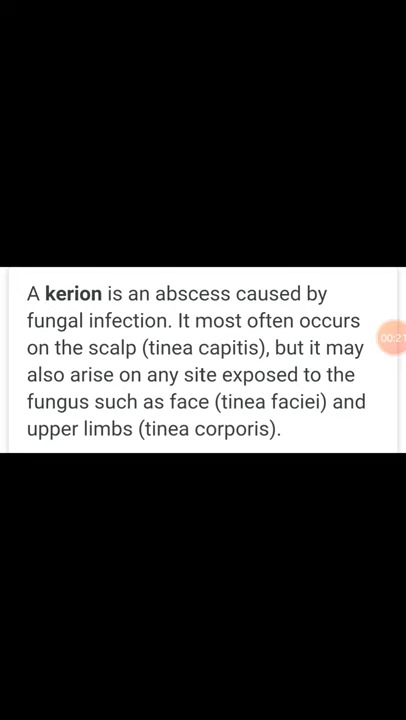 A kerion is an abscess caused by
fungal infection. It most often occurs
on the scalp (tinea capitis), but it may
also arise on any site exposed to the
fungus such as face (tinea faciei) and
upper limbs (tinea corporis).
00:21